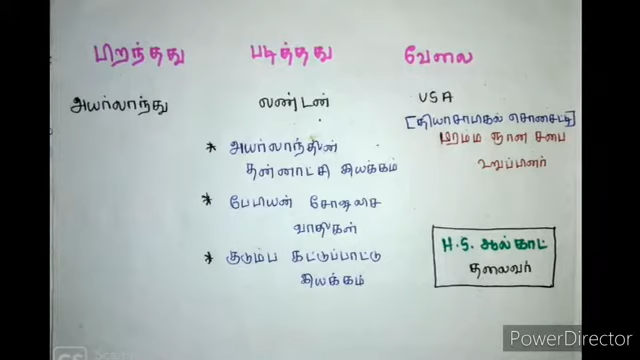 பிறந்தது படித்தது வேலை
அயர்லாந்து லண்டன் USA
[தியாசாபிகல் சொசைட்டி]
பிரம்ம ஞான சபை
உறுப்பினர்
* அயர்லாந்தின்
தன்னாட்சி இயக்கம்
* பேபியன் சோஷலிச
வாதிகள்
* குடும்ப கட்டுப்பாட்டு
இயக்கம்
H.S. ஆல்காட்
தலைவர்
PowerDirector